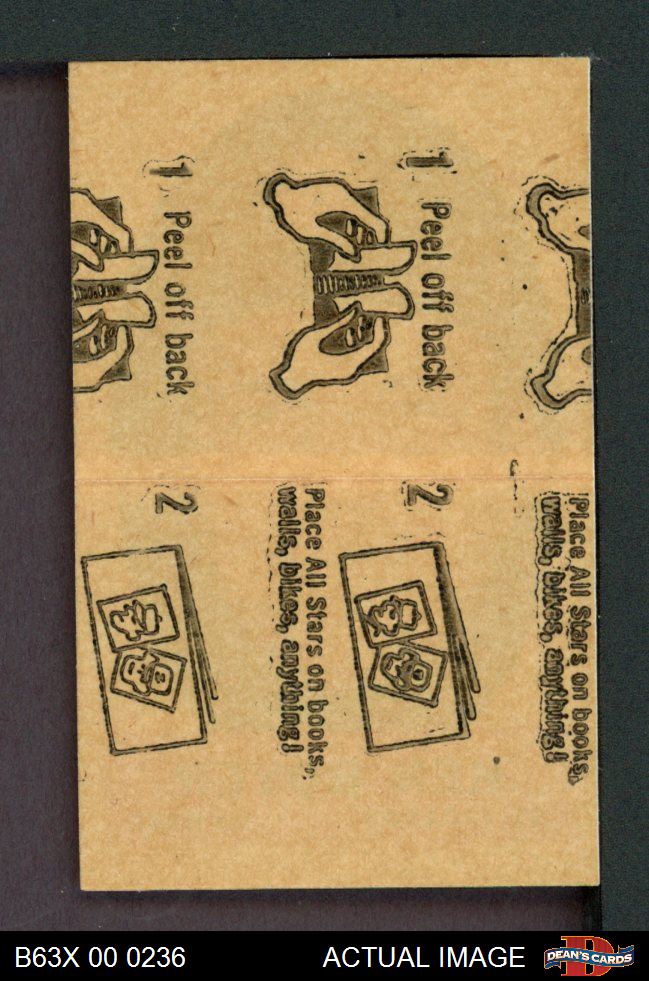 1 Peel off back
1 Peel off back
2
Place All Stars on books,
walls, bikes, anything!
2
Place All Stars on books,
walls, bikes, anything!
B63X 00 0236
ACTUAL IMAGE
D
DEAN'S CARDS